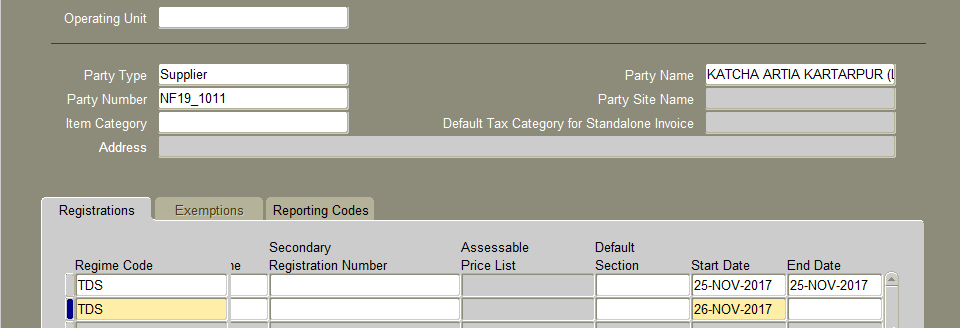 Operating Unit
Party Type Supplier Party Name KATCHA ARTIA KARTARPUR (L
Party Number NF19_1011 Party Site Name
Item Category Default Tax Category for Standalone Invoice
Address
Registrations Exemptions Reporting Codes
Secondary Assessable Default
Regime Code ne Registration Number Price List Section Start Date End Date
TDS 25-NOV-2017 25-NOV-2017
TDS 26-NOV-2017